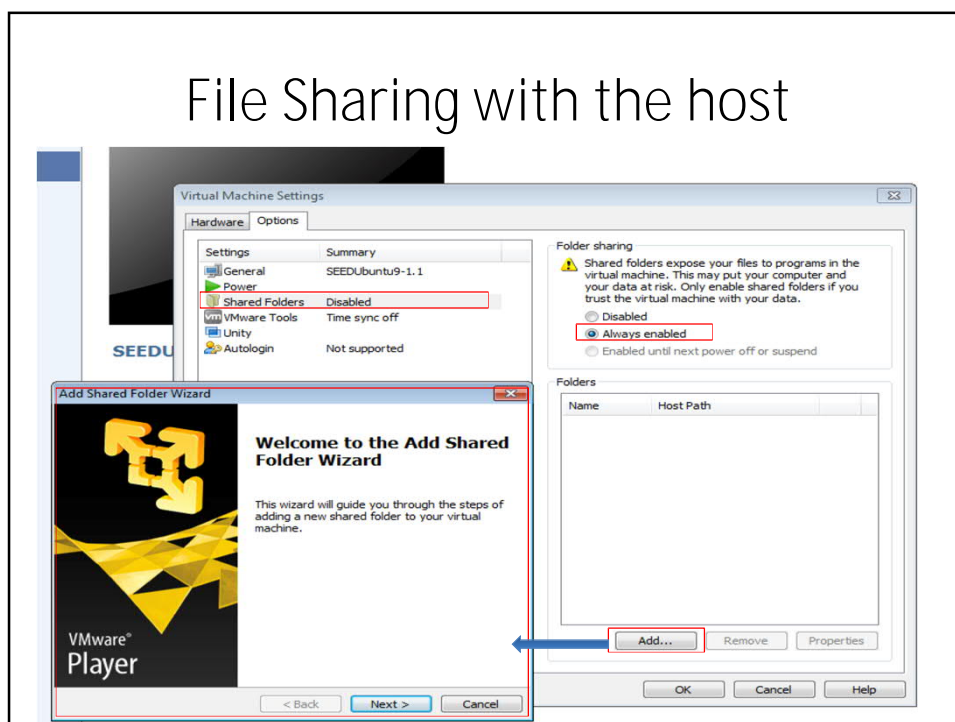 File Sharing with the host
Virtual Machine Settings
Hardware Options
Settings Summary
General SEEDUbuntu9-1.1
Power
Shared Folders Disabled
VMware Tools Time sync off
Unity
Autologin Not supported
Folder sharing
Shared folders expose your files to programs in the
virtual machine. This may put your computer and
your data at risk. Only enable shared folders if you
trust the virtual machine with your data.
Disabled
Always enabled
Enabled until next power off or suspend
Folders
Name Host Path
Add... Remove Properties
OK Cancel Help
SEEDU
Add Shared Folder Wizard
Welcome to the Add Shared
Folder Wizard
This wizard will guide you through the steps of
adding a new shared folder to your virtual
machine.
VMware®
Player
< Back Next > Cancel